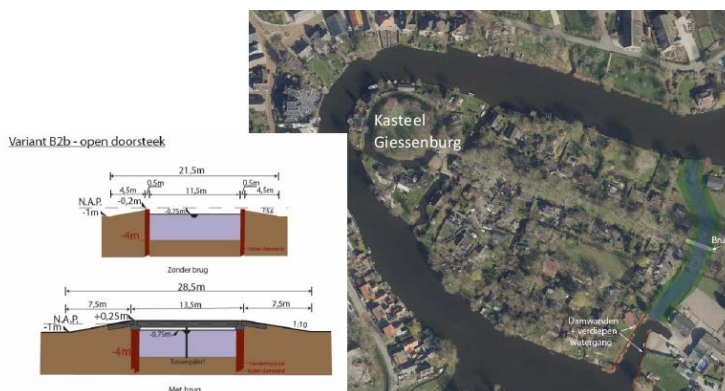 Variant B2b - open doorsteek
21,5m
4,5m 0,5m 11,5m 0,5m 4,5m
N.A.P. -0,2m
-1m
-0,75m
-4m
Zonder brug
28,5m
7,5m 13,5m 7,5m
N.A.P. +0,25m
-1m
-0,75m
1:10
-4m
Met brug
Kasteel
Giessenburg
Bru
Damwanden
+ verdiepen
watergang